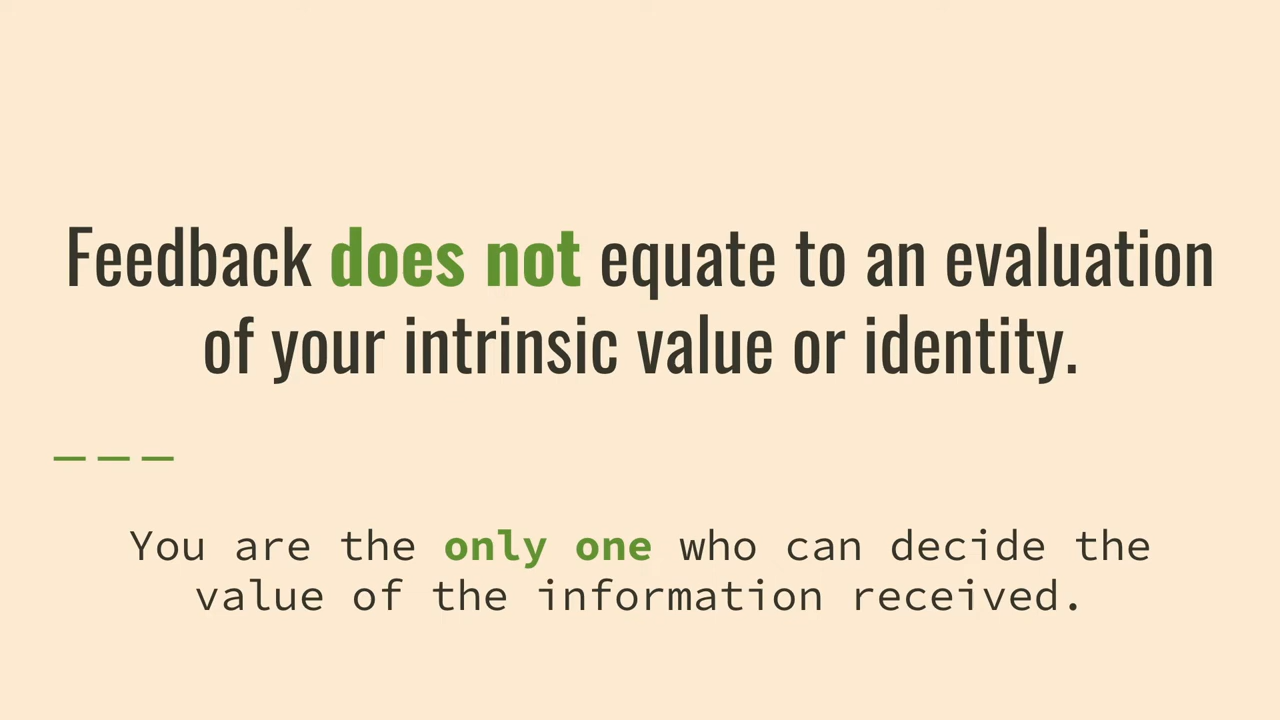 Feedback does not equate to an evaluation
of your intrinsic value or identity.
You are the only one who can decide the
value of the information received.